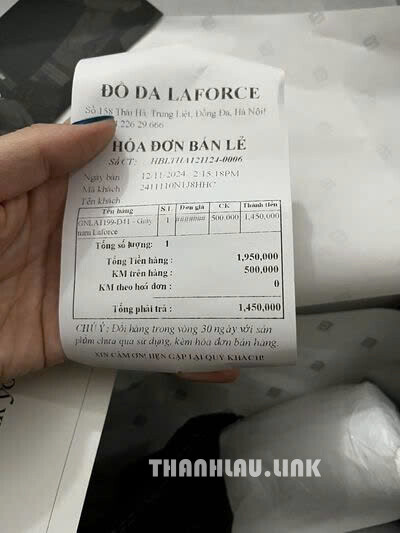 ĐỒ DA LAFORCE
Số 158 Thái Hà, Trung Liệt, Đống Đa, Hà Nội!
.226 29.666
HÓA ĐƠN BÁN LẺ
Số CT: HBLTHA121124-0006
Ngày bán 12/11/2024 2:15:18PM
Mã khách 2411110N1J8HHC
Tên khách
Tên hàng SL Đơn giá CK Thành tiền
GNLA1199-D41 - Giày 1 ####### 500,000 1,450,000
nam Laforce
Tổng số lượng: 1
Tổng Tiền hàng : 1,950,000
KM trên hàng : 500,000
KM theo hoá đơn : 0
Tổng phải trả : 1,450,000
CHÚ Ý: Đổi hàng trong vòng 30 ngày với sản
phẩm chưa qua sử dụng, kèm hóa đơn bán hàng.
XIN CẢM ƠN! HẸN GẶP LẠI QUÝ KHÁCH!
THANHLAU.LINK